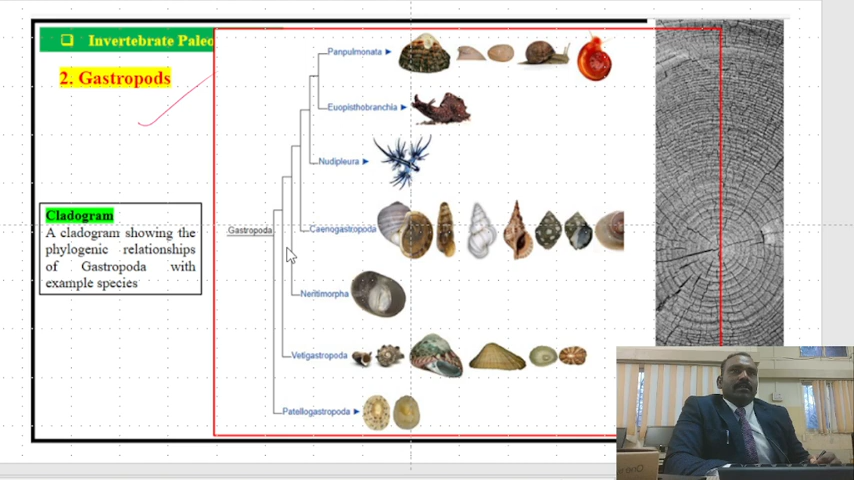 Invertebrate Paleo
2. Gastropods
Cladogram
A cladogram showing the
phylogenic relationships
of Gastropoda with
example species
Gastropoda
Panpulmonata
Euopisthobranchia
Nudipleura
Caenogastropoda
Neritimorpha
Vetigastropoda
Patellogastropoda